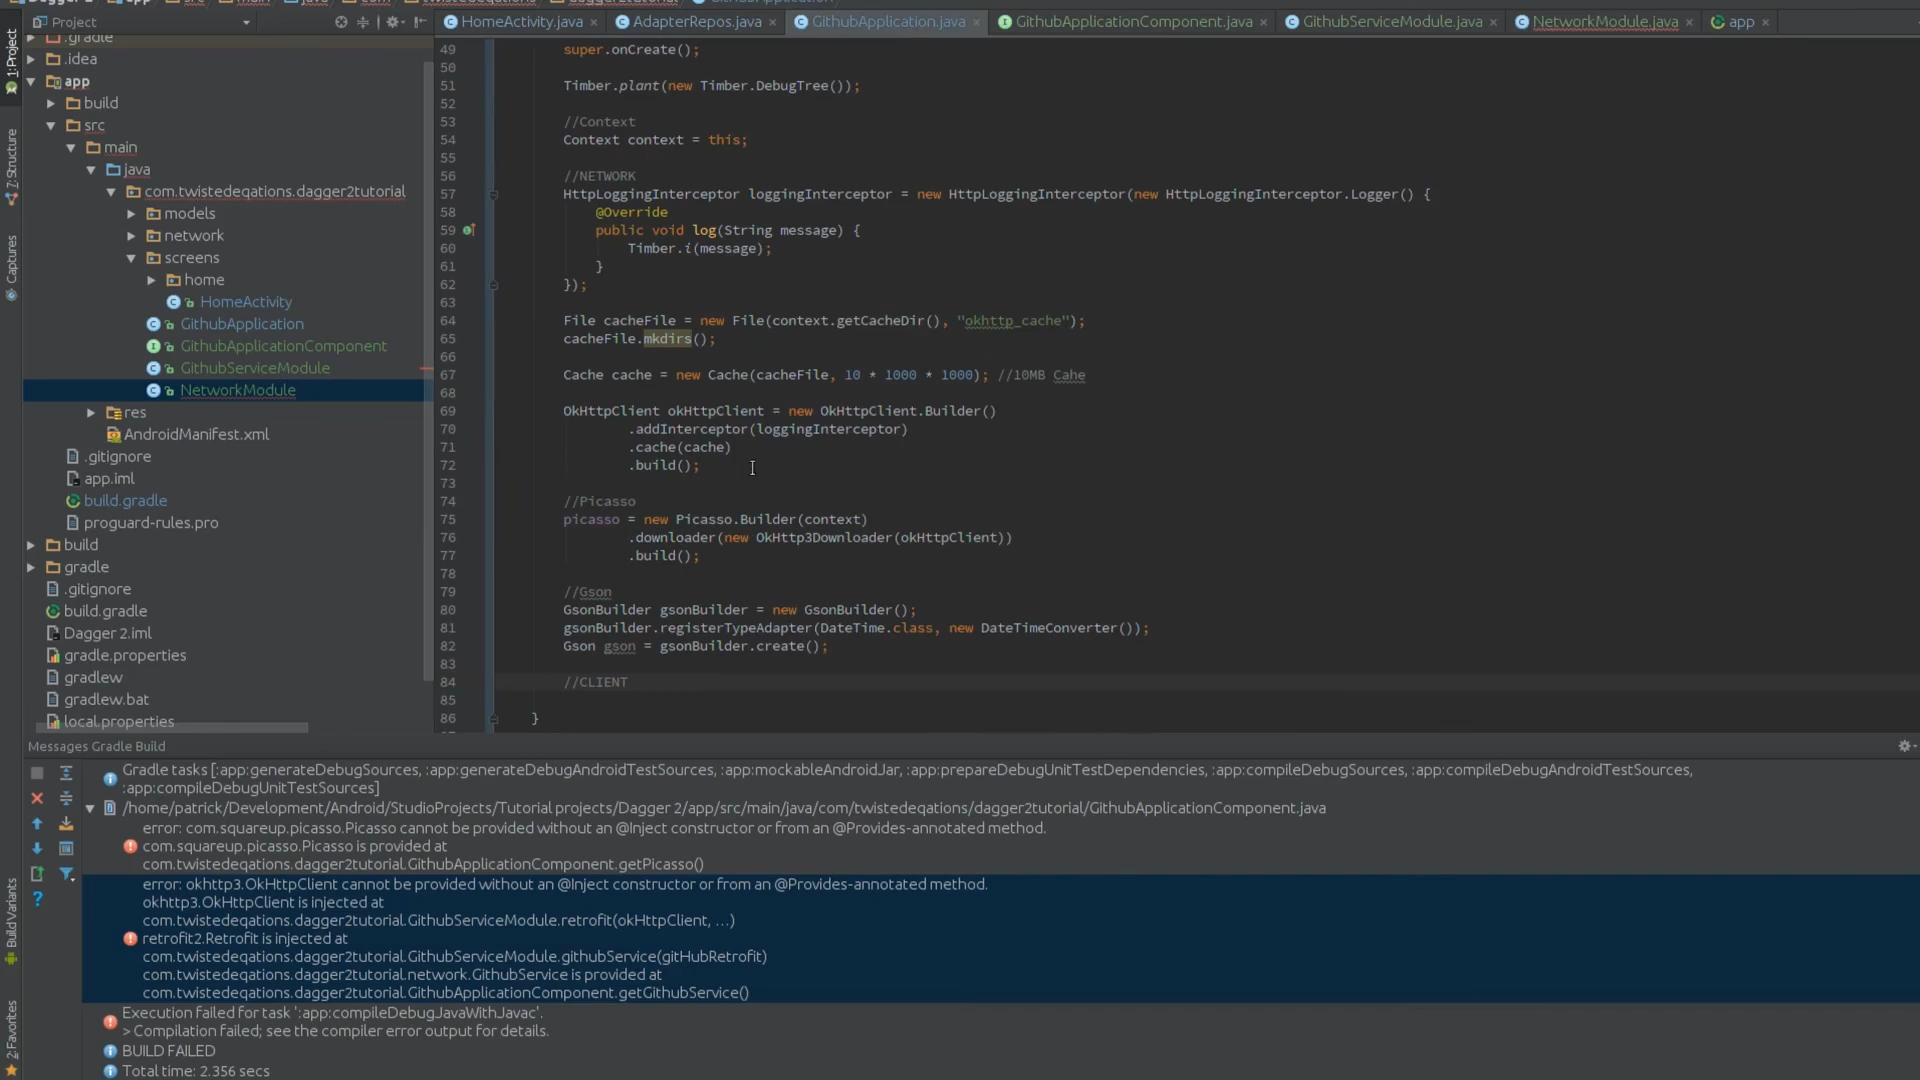 Project
HomeActivity.java
AdapterRepos.java
GithubApplication.java
GithubApplicationComponent.java
GithubServiceModule.java
NetworkModule.java
app
1: Project
Z: Structure
Captures
Build Variants
2: Favorites
.gradle
.idea
app
build
src
main
java
com.twistedeqations.dagger2tutorial
models
network
screens
home
HomeActivity
GithubApplication
GithubApplicationComponent
GithubServiceModule
NetworkModule
res
AndroidManifest.xml
.gitignore
app.iml
build.gradle
proguard-rules.pro
build
gradle
.gitignore
build.gradle
Dagger 2.iml
gradle.properties
gradlew
gradlew.bat
local.properties
49 super.onCreate();
50
51 Timber.plant(new Timber.DebugTree());
52
53 //Context
54 Context context = this;
55
56 //NETWORK
57 HttpLoggingInterceptor loggingInterceptor = new HttpLoggingInterceptor(new HttpLoggingInterceptor.Logger() {
58 @Override
59 public void log(String message) {
60 Timber.i(message);
61 }
62 });
63
64 File cacheFile = new File(context.getCacheDir(), "okhttp_cache");
65 cacheFile.mkdirs();
66
67 Cache cache = new Cache(cacheFile, 10 * 1000 * 1000); //10MB Cahe
68
69 OkHttpClient okHttpClient = new OkHttpClient.Builder()
70 .addInterceptor(loggingInterceptor)
71 .cache(cache)
72 .build();
73
74 //Picasso
75 picasso = new Picasso.Builder(context)
76 .downloader(new OkHttp3Downloader(okHttpClient))
77 .build();
78
79 //Gson
80 GsonBuilder gsonBuilder = new GsonBuilder();
81 gsonBuilder.registerTypeAdapter(DateTime.class, new DateTimeConverter());
82 Gson gson = gsonBuilder.create();
83
84 //CLIENT
85
86 }
Messages Gradle Build
Gradle tasks [:app:generateDebugSources, :app:generateDebugAndroidTestSources, :app:mockableAndroidJar, :app:prepareDebugUnitTestDependencies, :app:compileDebugSources, :app:compileDebugAndroidTestSources,
:app:compileDebugUnitTestSources]
/home/patrick/Development/Android/StudioProjects/Tutorial projects/Dagger 2/app/src/main/java/com/twistedeqations/dagger2tutorial/GithubApplicationComponent.java
error: com.squareup.picasso.Picasso cannot be provided without an @Inject constructor or from an @Provides-annotated method.
com.squareup.picasso.Picasso is provided at
com.twistedeqations.dagger2tutorial.GithubApplicationComponent.getPicasso()
error: okhttp3.OkHttpClient cannot be provided without an @Inject constructor or from an @Provides-annotated method.
okhttp3.OkHttpClient is injected at
com.twistedeqations.dagger2tutorial.GithubServiceModule.retrofit(okHttpClient, …)
retrofit2.Retrofit is injected at
com.twistedeqations.dagger2tutorial.GithubServiceModule.githubService(gitHubRetrofit)
com.twistedeqations.dagger2tutorial.network.GithubService is provided at
com.twistedeqations.dagger2tutorial.GithubApplicationComponent.getGithubService()
Execution failed for task ':app:compileDebugJavaWithJavac'.
> Compilation failed; see the compiler error output for details.
BUILD FAILED
Total time: 2.356 secs